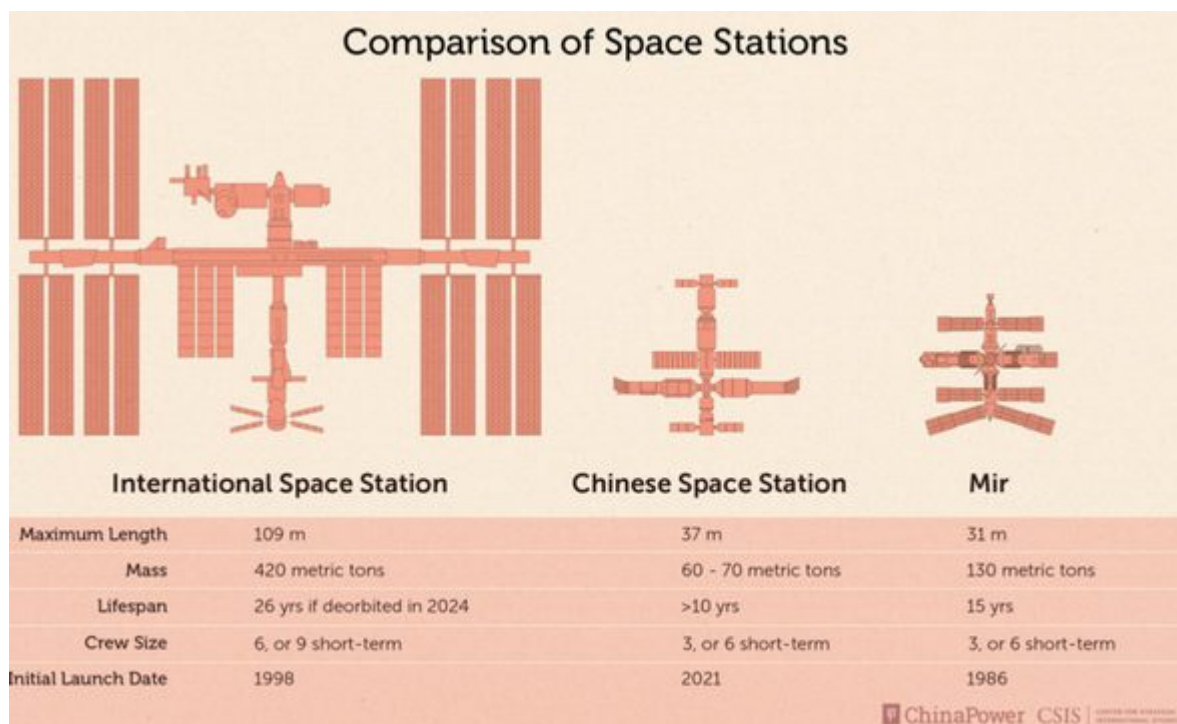 Comparison of Space Stations
International Space Station Chinese Space Station Mir
Maximum Length 109 m 37 m 31 m
Mass 420 metric tons 60 - 70 metric tons 130 metric tons
Lifespan 26 yrs if deorbited in 2024 >10 yrs 15 yrs
Crew Size 6, or 9 short-term 3, or 6 short-term 3, or 6 short-term
Initial Launch Date 1998 2021 1986
ChinaPower CSIS